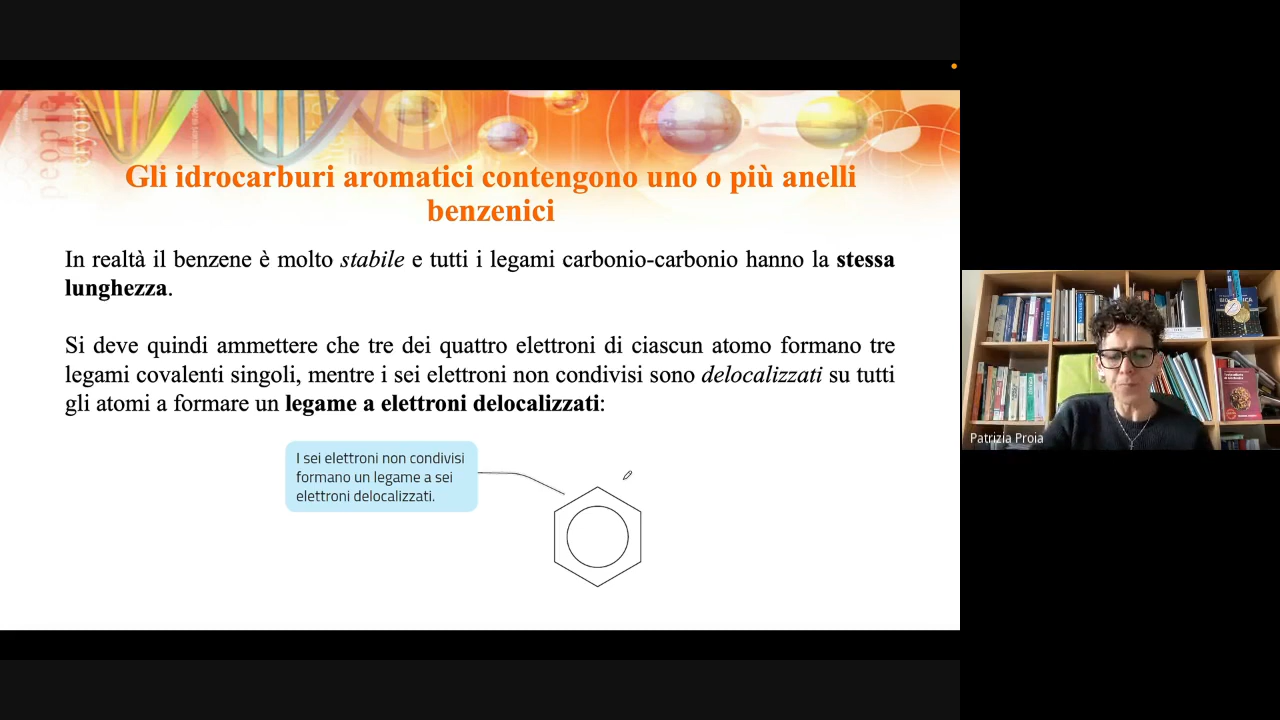 people
eryone
Gli idrocarburi aromatici contengono uno o più anelli
benzenici
In realtà il benzene è molto stabile e tutti i legami carbonio-carbonio hanno la stessa
lunghezza.
Si deve quindi ammettere che tre dei quattro elettroni di ciascun atomo formano tre
legami covalenti singoli, mentre i sei elettroni non condivisi sono delocalizzati su tutti
gli atomi a formare un legame a elettroni delocalizzati:
I sei elettroni non condivisi
formano un legame a sei
elettroni delocalizzati.
Patrizia Proia